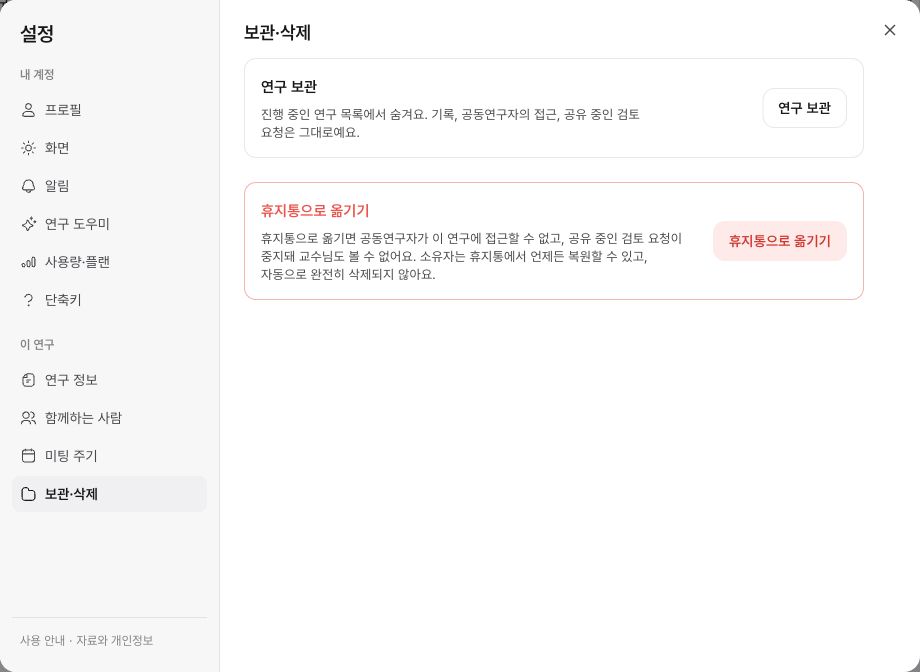 설정
내 계정
프로필
화면
알림
연구 도우미
사용량·플랜
단축키
이 연구
연구 정보
함께하는 사람
미팅 주기
보관·삭제
사용 안내 · 자료와 개인정보
보관·삭제
연구 보관
진행 중인 연구 목록에서 숨겨요. 기록, 공동연구자의 접근, 공유 중인 검토
요청은 그대로예요.
연구 보관
휴지통으로 옮기기
휴지통으로 옮기면 공동연구자가 이 연구에 접근할 수 없고, 공유 중인 검토 요청이
중지돼 교수님도 볼 수 없어요. 소유자는 휴지통에서 언제든 복원할 수 있고,
자동으로 완전히 삭제되지 않아요.
휴지통으로 옮기기